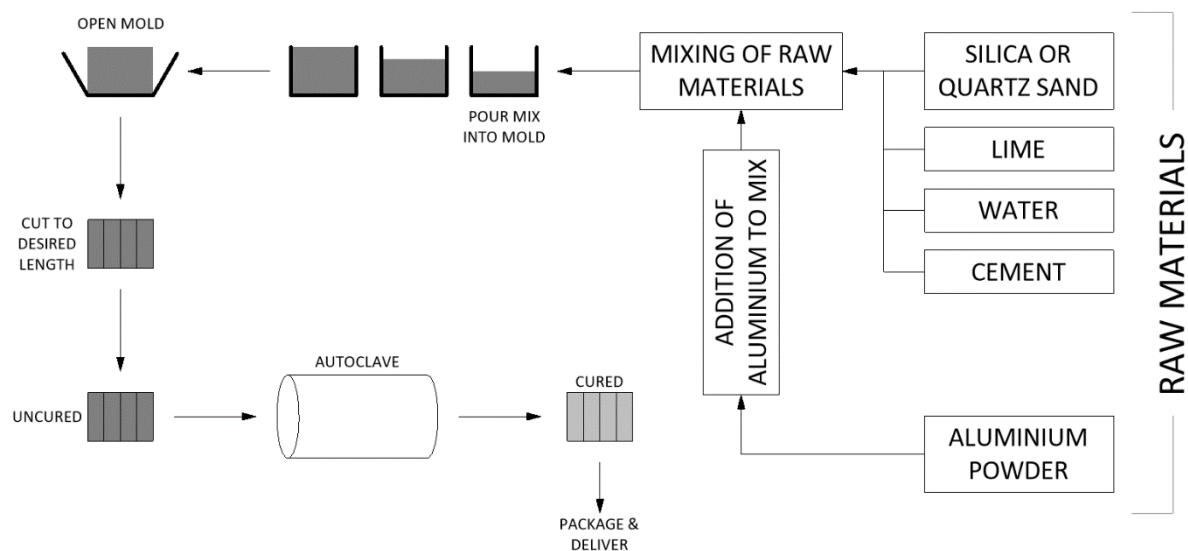 OPEN MOLD
POUR MIX
INTO MOLD
MIXING OF RAW
MATERIALS
SILICA OR
QUARTZ SAND
LIME
WATER
CEMENT
RAW MATERIALS
ADDITION OF
ALUMINIUM TO MIX
ALUMINIUM
POWDER
CUT TO
DESIRED
LENGTH
UNCURED
AUTOCLAVE
CURED
PACKAGE &
DELIVER